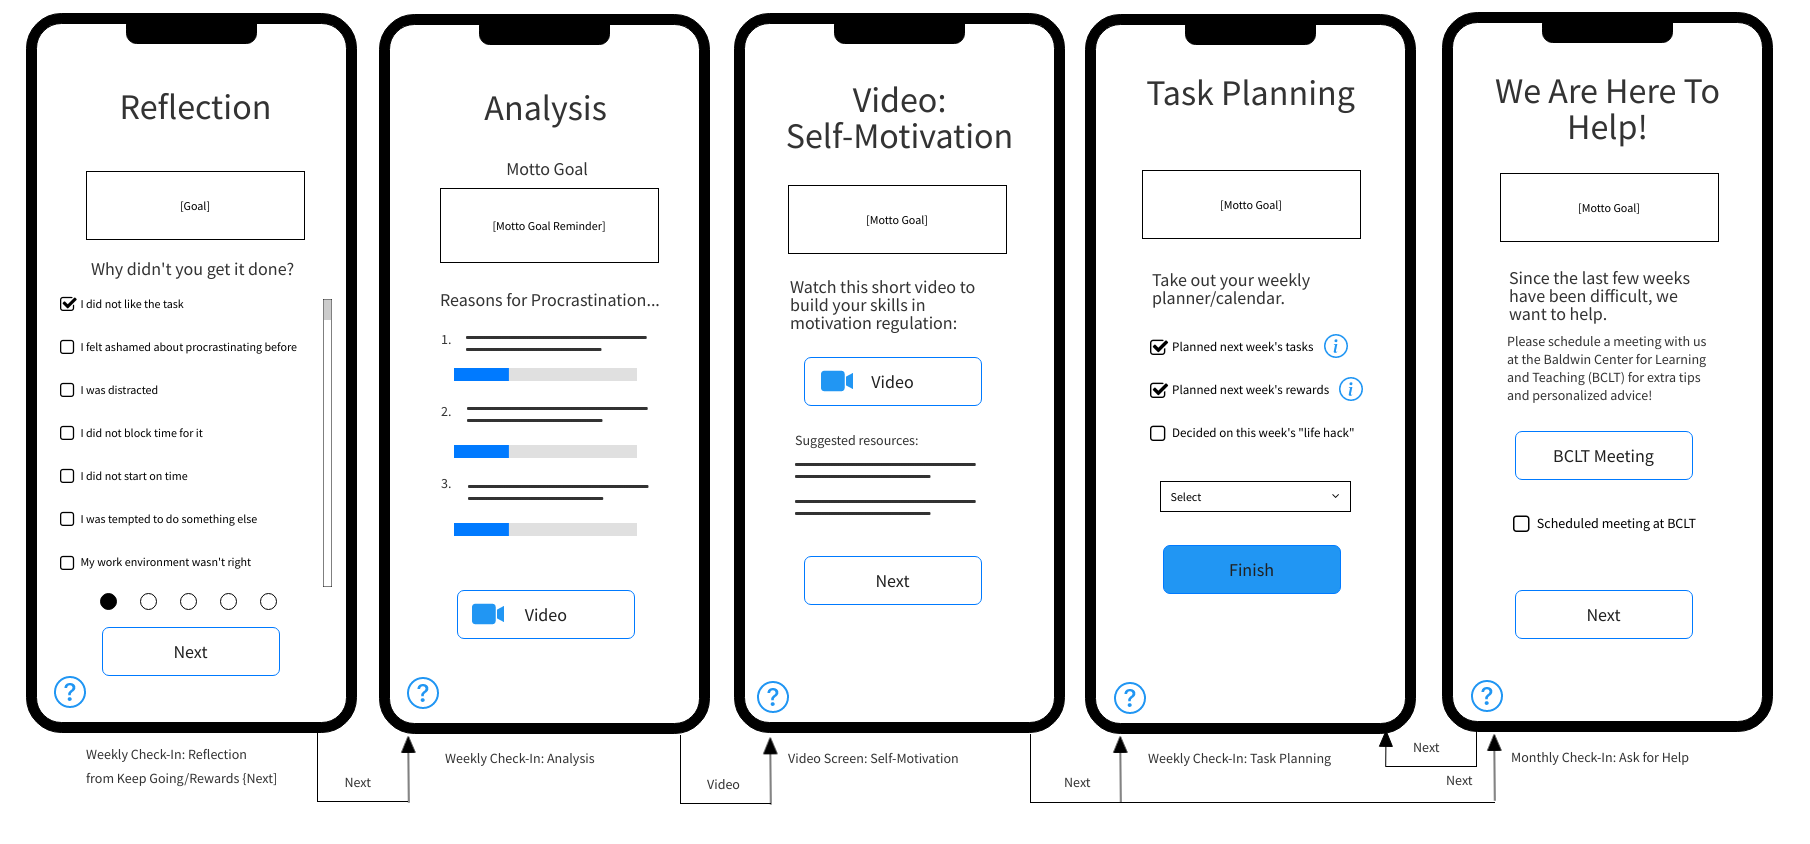 Reflection
[Goal]
Why didn't you get it done?
I did not like the task
I felt ashamed about procrastinating before
I was distracted
I did not block time for it
I did not start on time
I was tempted to do something else
My work environment wasn't right
Next
?
Weekly Check-In: Reflection
from Keep Going/Rewards {Next]
Next
Analysis
Motto Goal
[Motto Goal Reminder]
Reasons for Procrastination...
1.
2.
3.
Video
?
Weekly Check-In: Analysis
Video
Video:
Self-Motivation
[Motto Goal]
Watch this short video to
build your skills in
motivation regulation:
Video
Suggested resources:
Next
?
Video Screen: Self-Motivation
Next
Task Planning
[Motto Goal]
Take out your weekly
planner/calendar.
Planned next week's tasks i
Planned next week's rewards i
Decided on this week's "life hack"
Select
Finish
?
Weekly Check-In: Task Planning
Next
Next
We Are Here To
Help!
[Motto Goal]
Since the last few weeks
have been difficult, we
want to help.
Please schedule a meeting with us
at the Baldwin Center for Learning
and Teaching (BCLT) for extra tips
and personalized advice!
BCLT Meeting
Scheduled meeting at BCLT
Next
?
Monthly Check-In: Ask for Help